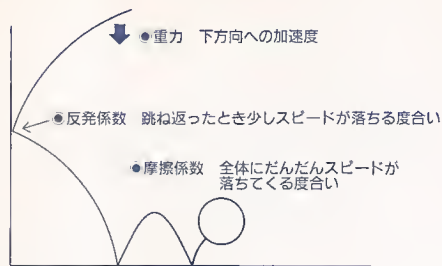 ●重力　下方向への加速度
●反発係数　跳ね返ったとき少しスピードが落ちる度合い
●摩擦係数　全体にだんだんスピードが
落ちてくる度合い